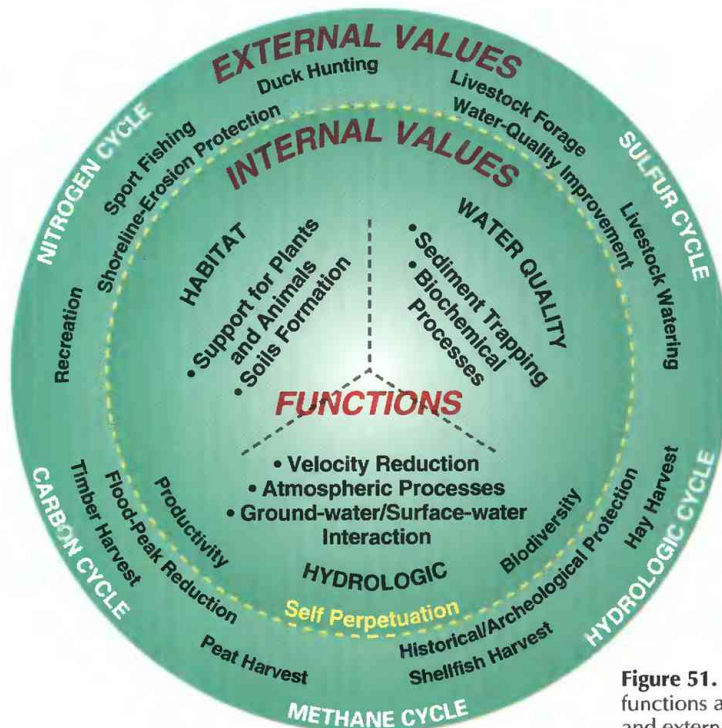 EXTERNAL VALUES
Duck Hunting
Livestock Forage
Water-Quality Improvement
Sport Fishing
Shoreline-Erosion Protection
NITROGEN CYCLE
SULFUR CYCLE
INTERNAL VALUES
HABITAT
• Support for Plants
and Animals
• Soils Formation
WATER QUALITY
• Sediment Trapping
• Biochemical
Processes
Livestock Watering
Recreation
FUNCTIONS
• Velocity Reduction
• Atmospheric Processes
• Ground-water/Surface-water
Interaction
HYDROLOGIC
Productivity
Biodiversity
Self Perpetuation
CARBON CYCLE
Timber Harvest
Flood-Peak Reduction
Peat Harvest
Historical/Archeological Protection
Shellfish Harvest
Hay Harvest
HYDROLOGIC CYCLE
METHANE CYCLE
Figure 51.
functions a
and extern